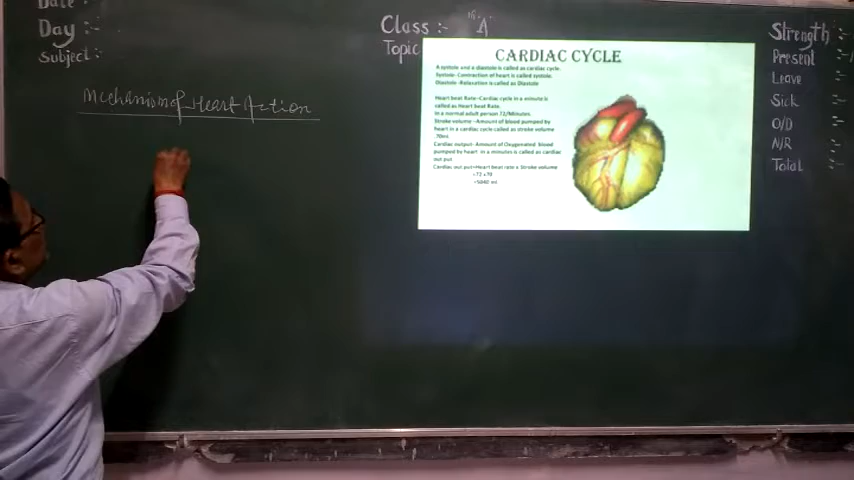 Date :-
Day :-
Subject :-
Mechanism of Heart Action
Class :- A
Topic
CARDIAC CYCLE
A systole and a diastole is called as cardiac cycle.
Systole- Contraction of heart is called systole.
Diastole -Relaxation is called as Diastole
Heart beat Rate-Cardiac cycle in a minute is
called as Heart beat Rate.
In a normal adult person 72/Minutes.
Stroke volume -Amount of blood pumped by
heart in a cardiac cycle called as stroke volume
70ml
Cardiac output- Amount of Oxygenated blood
pumped by heart in a minutes is called as cardiac
out put
Cardiac out put=Heart beat rate x Stroke volume
=72 x70
=5040 ml
Strength :-
Present :-
Leave :-
Sick :-
O/D :-
N/R :-
Total :-